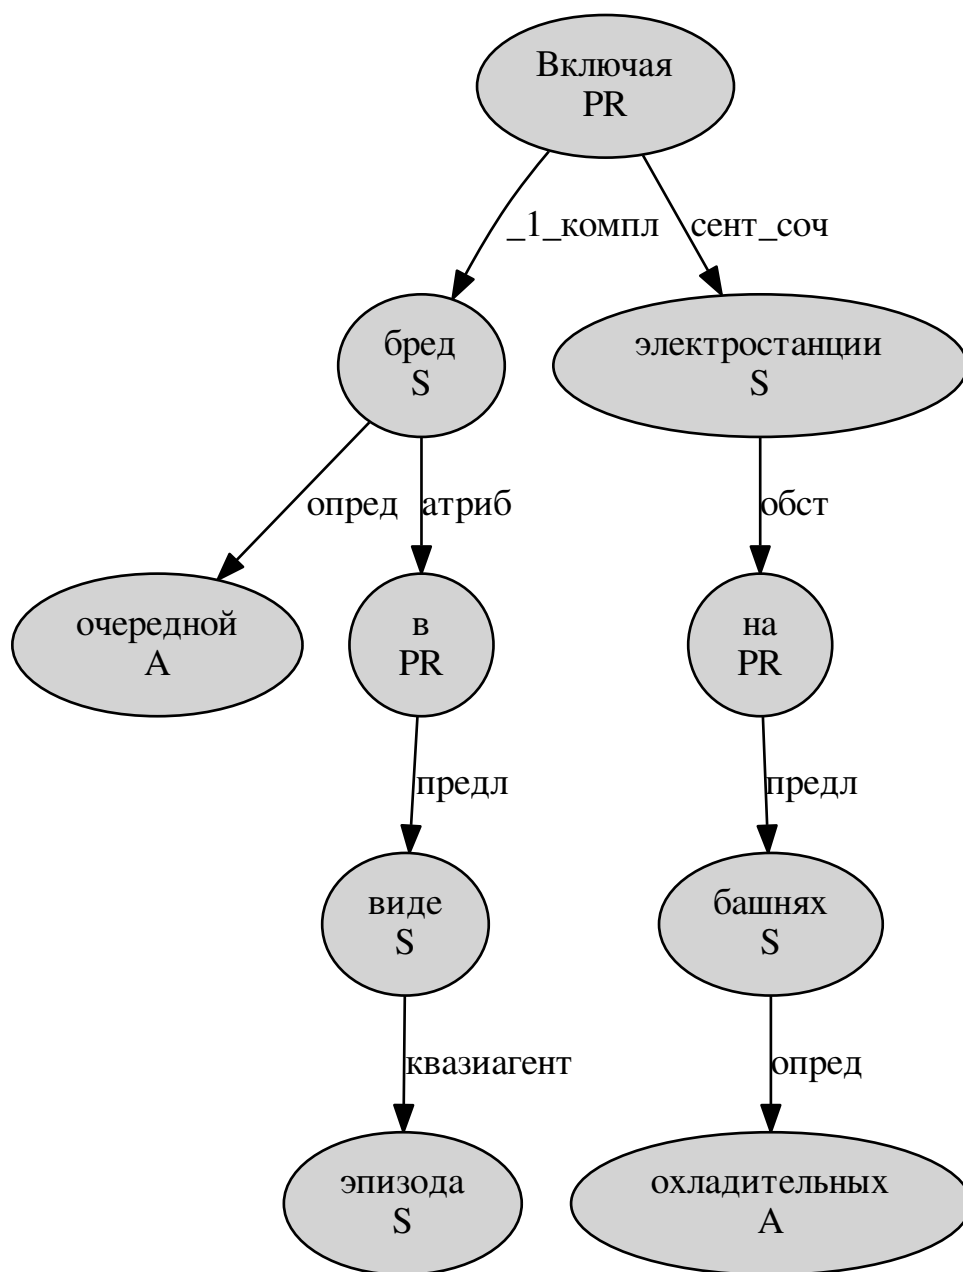 Включая
PR
_1_компл
сент_соч
бред
S
электростанции
S
опред
атриб
обст
очередной
A
в
PR
на
PR
предл
предл
виде
S
башнях
S
квазиагент
опред
эпизода
S
охладительных
A